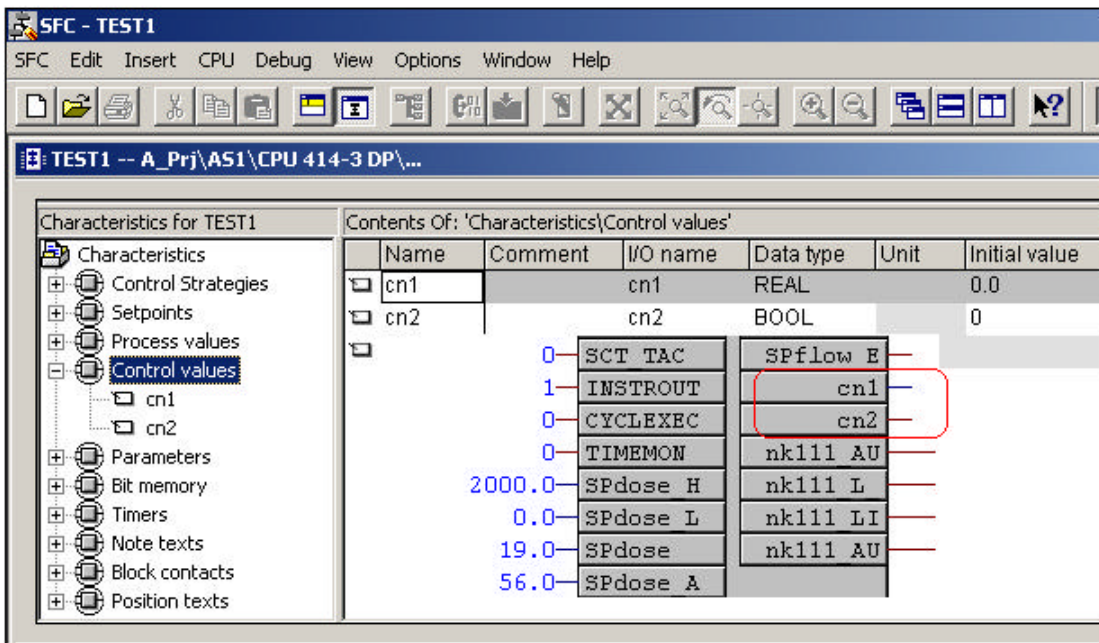 SFC - TEST1
SFC Edit Insert CPU Debug View Options Window Help
TEST1 -- A_Prj\AS1\CPU 414-3 DP\...
Characteristics for TEST1
Contents Of: 'Characteristics\Control values'
Characteristics
Control Strategies
Setpoints
Process values
Control values
cn1
cn2
Parameters
Bit memory
Timers
Note texts
Block contacts
Position texts
Name Comment I/O name Data type Unit Initial value
cn1 cn1 REAL 0.0
cn2 cn2 BOOL 0
0 SCT_TAC SPflow_E
1 INSTROUT cn1
0 CYCLEXEC cn2
0 TIMEMON nk111_AU
2000.0 SPdose_H nk111_L_
0.0 SPdose_L nk111_LI
19.0 SPdose nk111_AU
56.0 SPdose_A